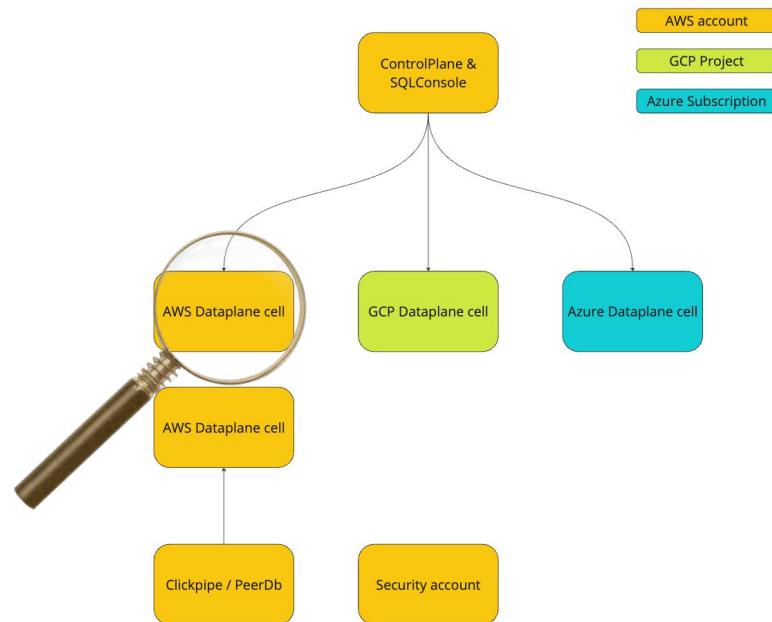 AWS account
ControlPlane &
SQLConsole
GCP Project
Azure Subscription
AWS Dataplane cell
GCP Dataplane cell
Azure Dataplane cell
AWS Dataplane cell
Clickpipe / PeerDb
Security account